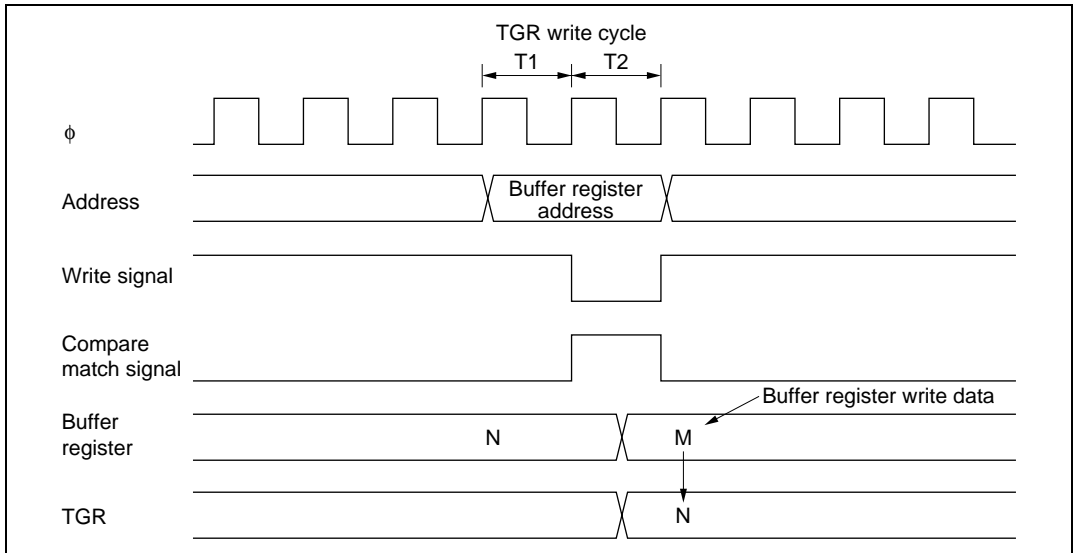 TGR write cycle
T1 T2
ϕ
Address
Buffer register
address
Write signal
Compare
match signal
Buffer register write data
Buffer
register
N M
TGR
N